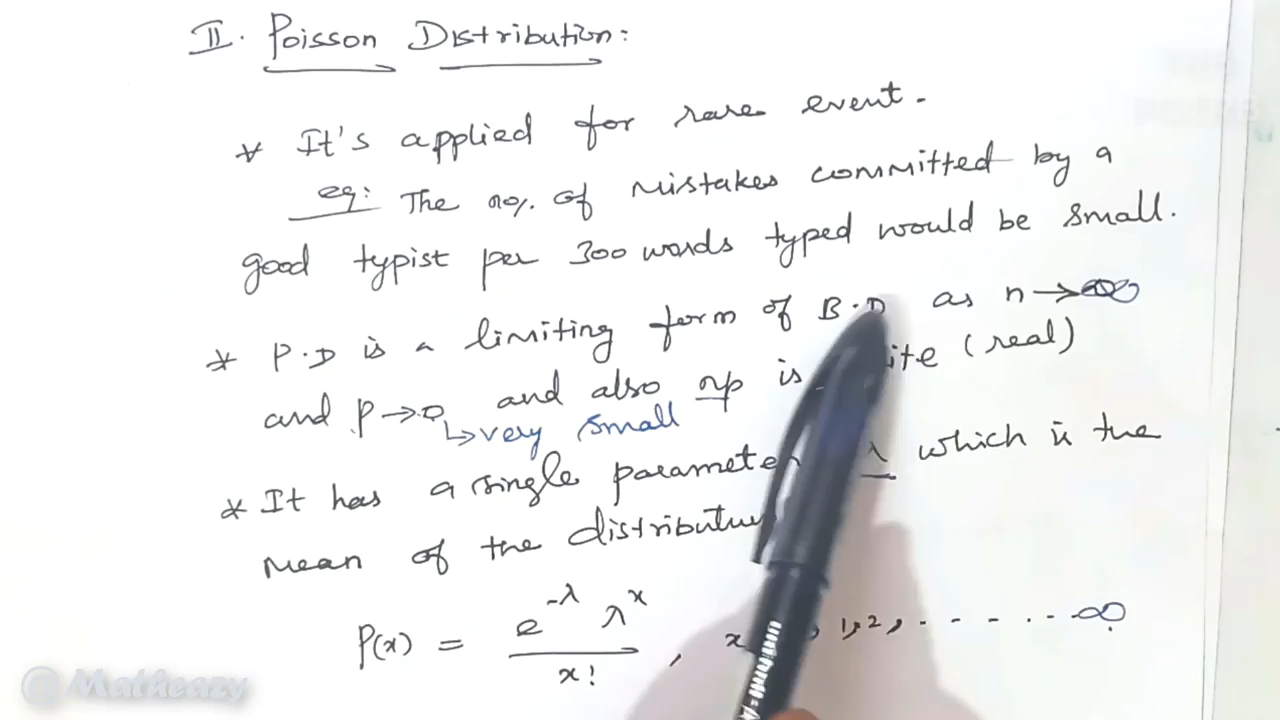 II. Poisson Distribution:
* It's applied for rare event.
eg: The no. of mistakes committed by a
good typist per 300 words typed would be small.
* P.D is a limiting form of B.D as n →∞
and p→0 and also np is (real)
↳very small
* It has a single parameter λ which is the
mean of the
P(x) = e^-λ λ^x / x! , x 1, 2, - - - - - ∞
@Matheazy